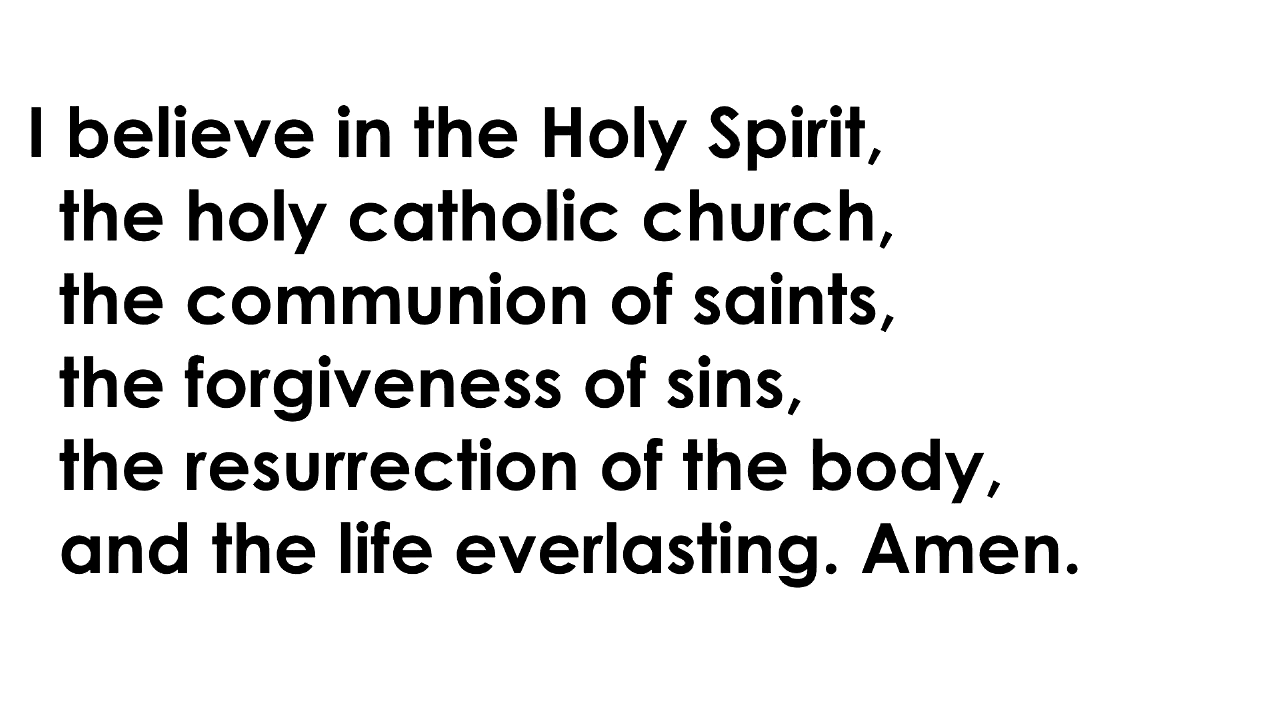 I believe in the Holy Spirit,
the holy catholic church,
the communion of saints,
the forgiveness of sins,
the resurrection of the body,
and the life everlasting. Amen.